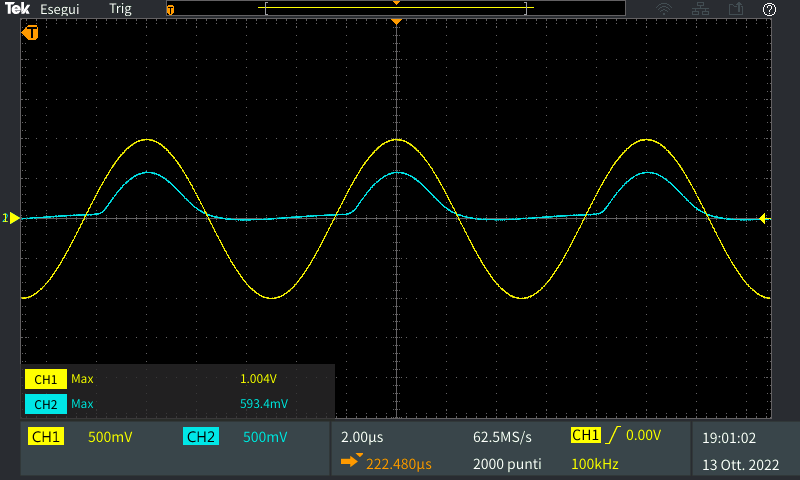 Tek Esegui Trig T ?
T
1
CH1 Max 1.004V
CH2 Max 593.4mV
CH1 500mV CH2 500mV 2.00µs 62.5MS/s CH1 0.00V 19:01:02
222.480µs 2000 punti 100kHz 13 Ott. 2022